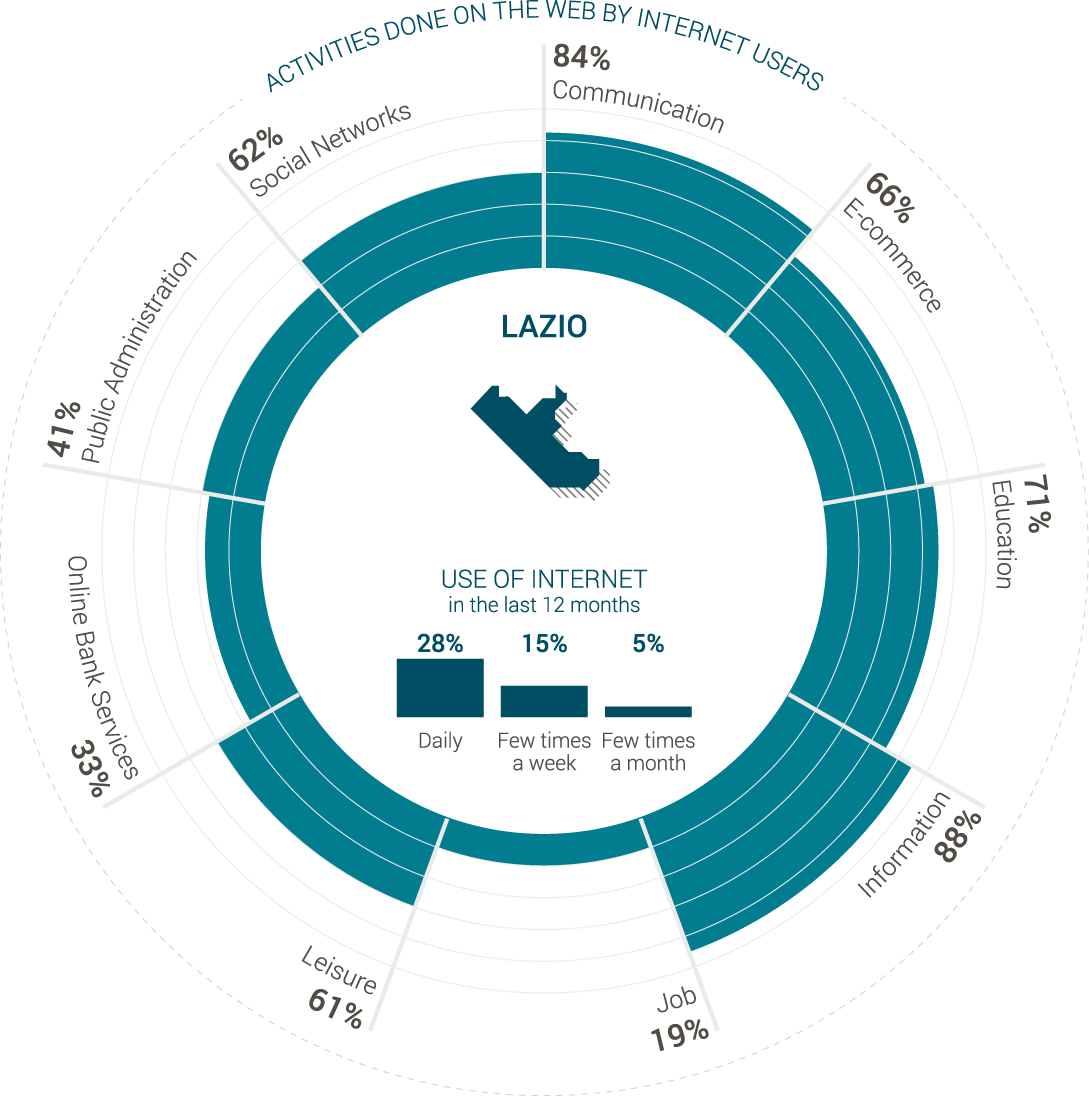 ACTIVITIES DONE ON THE WEB BY INTERNET USERS
84%
Communication
66%
E-commerce
71%
Education
Information
88%
Job
19%
Leisure
61%
Online Bank Services
33%
41%
Public Administration
62%
Social Networks
LAZIO
USE OF INTERNET
in the last 12 months
28% 15% 5%
Daily Few times Few times
a week a month